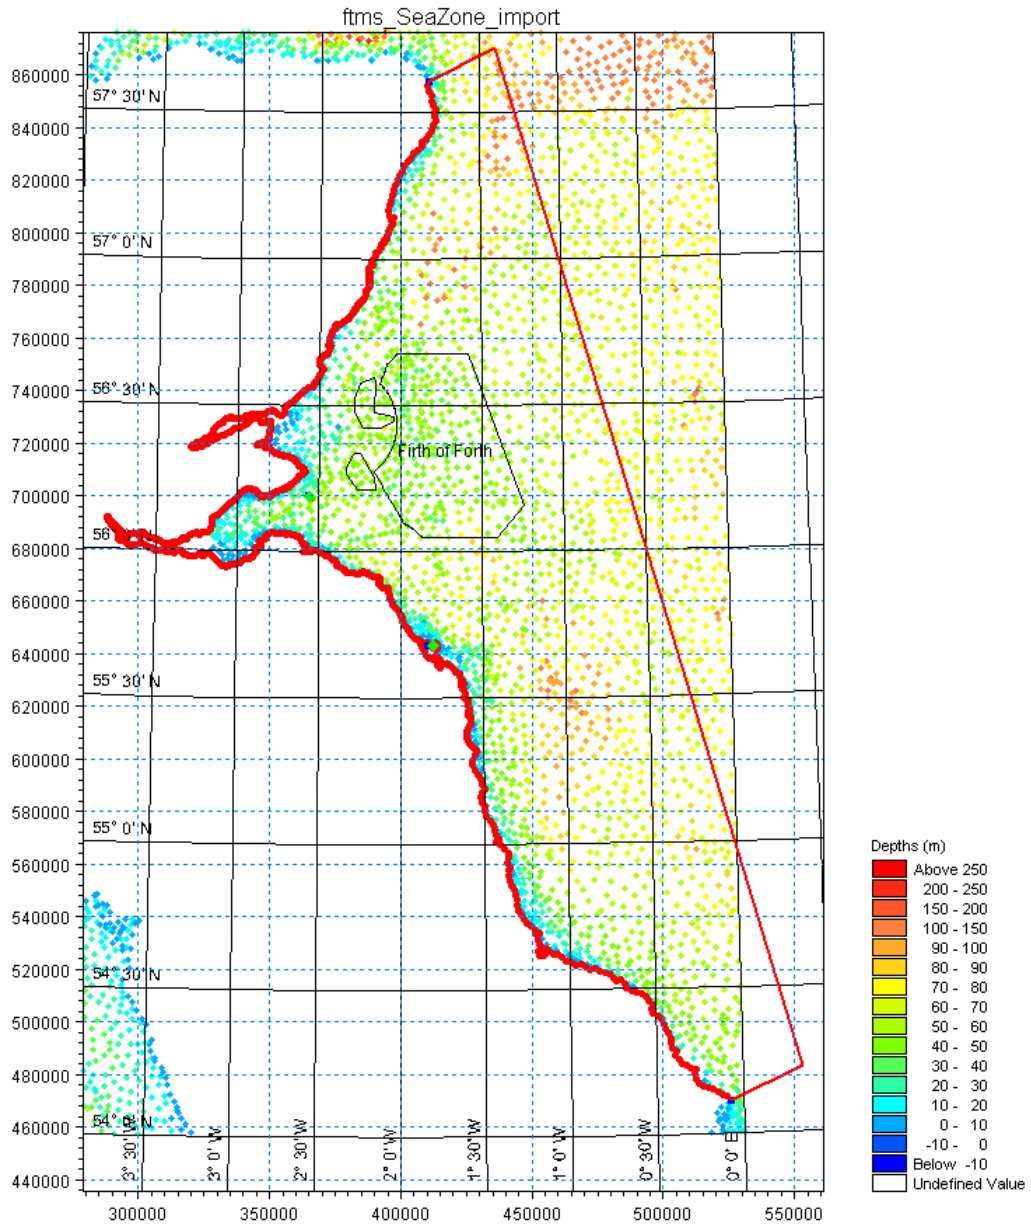 ftms_SeaZone_import
860000
57° 30' N
840000
820000
800000
57° 0' N
780000
760000
740000
56° 30' N
720000
Firth of Forth
700000
680000
660000
640000
55° 30' N
620000
600000
580000
55° 0' N
560000
540000
520000
54° 30' N
500000
480000
460000
54° 0' N
440000
3° 30' W
3° 0' W
2° 30' W
2° 0' W
1° 30' W
1° 0' W
0° 30' W
0° 0' E
300000
350000
400000
450000
500000
550000
Depths (m)
Above 250
200 - 250
150 - 200
100 - 150
90 - 100
80 - 90
70 - 80
60 - 70
50 - 60
40 - 50
30 - 40
20 - 30
10 - 20
0 - 10
-10 - 0
Below -10
Undefined Value